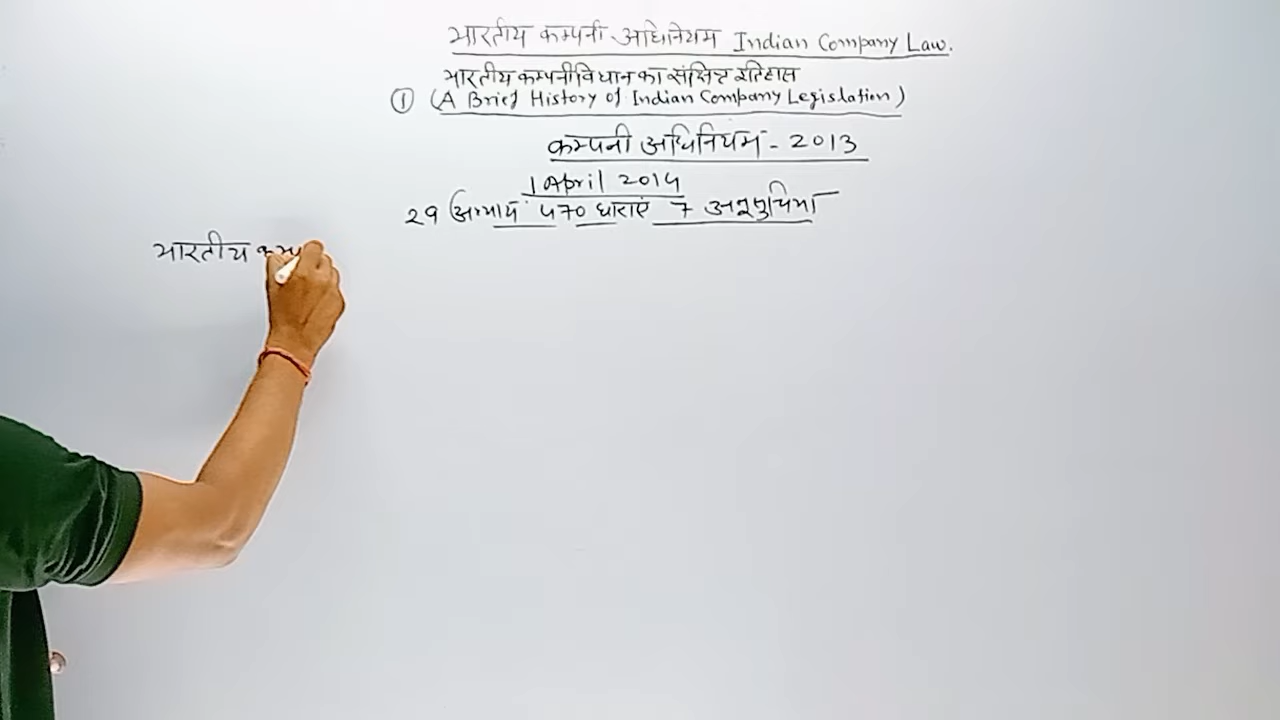 भारतीय कम्पनी अधिनियम Indian Company Law.
भारतीय कम्पनी विधान का संक्षिप्त इतिहास
① (A Brief History of Indian Company Legislation)
कम्पनी अधिनियम - 2013
1 April 2014
29 अध्याय 470 धाराएं 7 अनूसुचियां
भारतीय कम्प